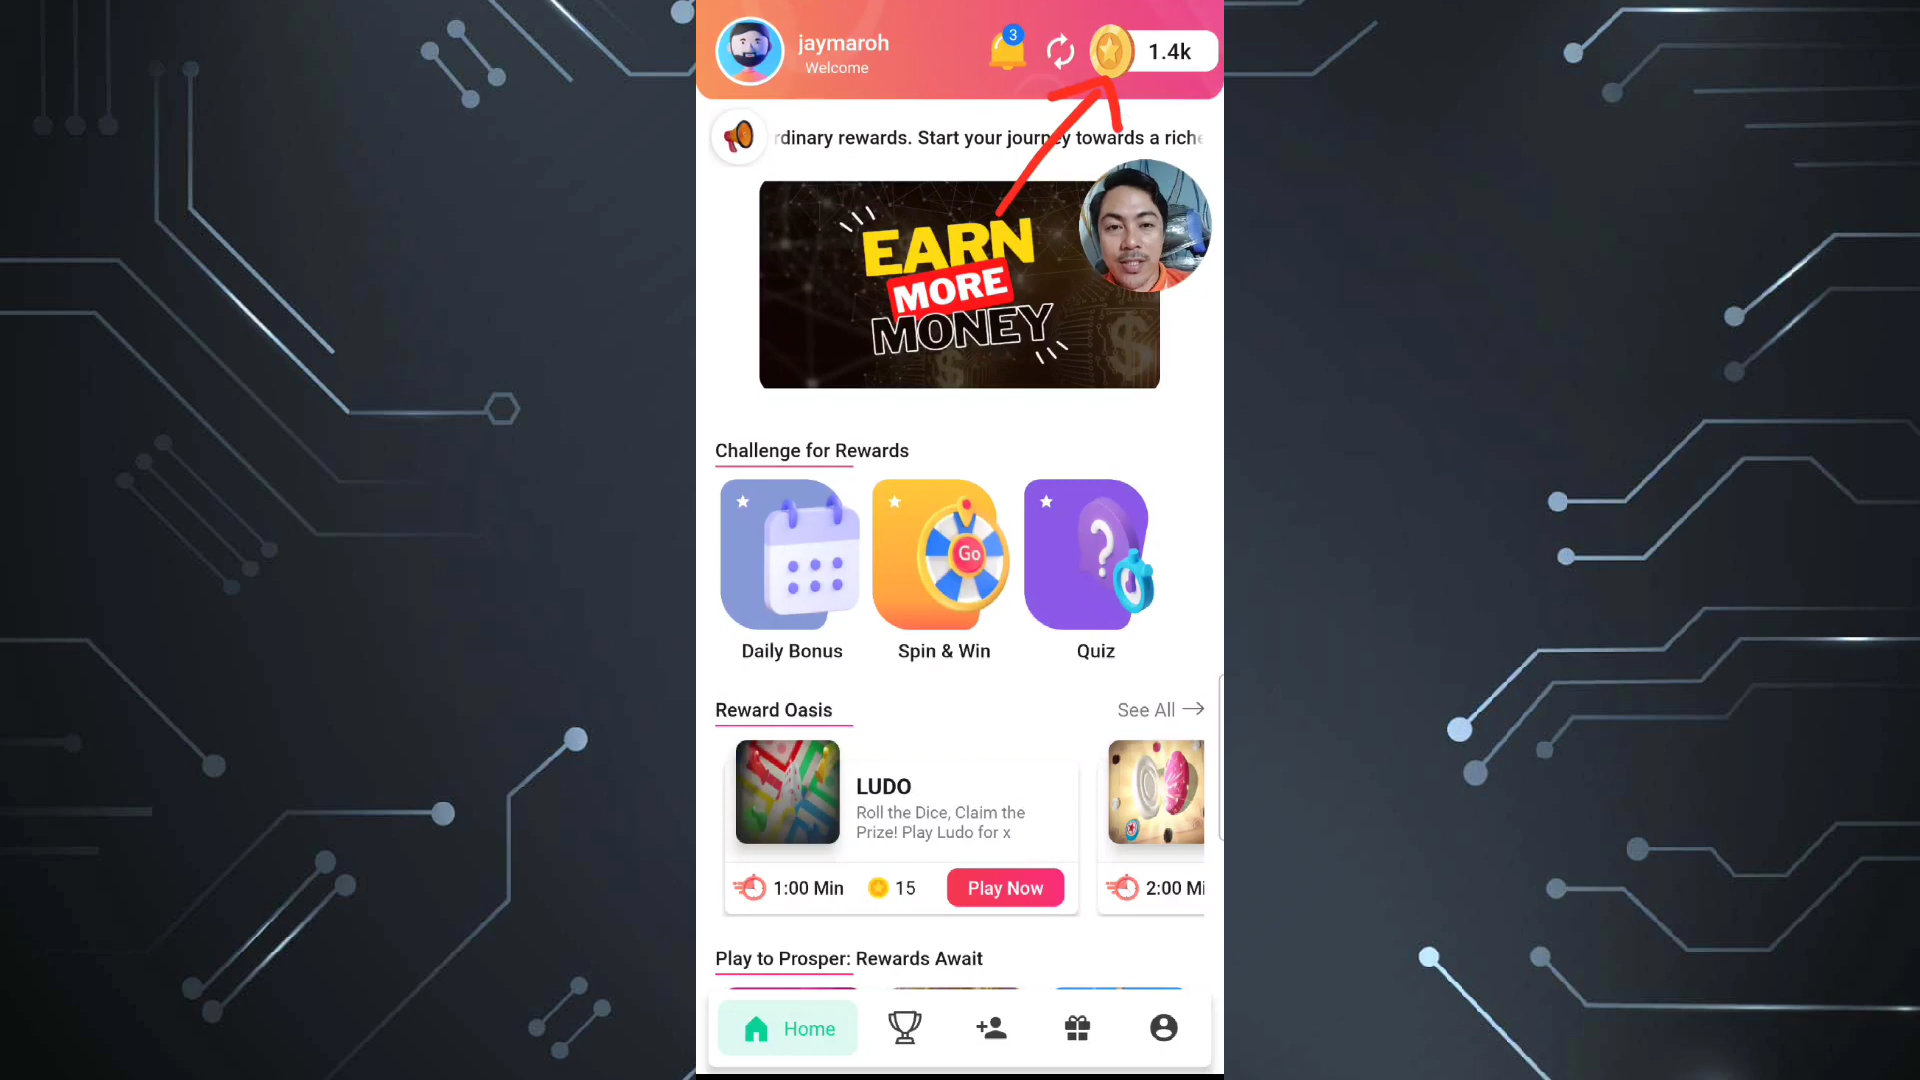 jaymaroh
Welcome
3
1.4k
rdinary rewards. Start your journey towards a riche
EARN
MORE
MONEY
Challenge for Rewards
Go
Daily Bonus
Spin & Win
Quiz
Reward Oasis
See All
LUDO
Roll the Dice, Claim the
Prize! Play Ludo for x
1:00 Min
15
Play Now
2:00 Mi
Play to Prosper: Rewards Await
Home